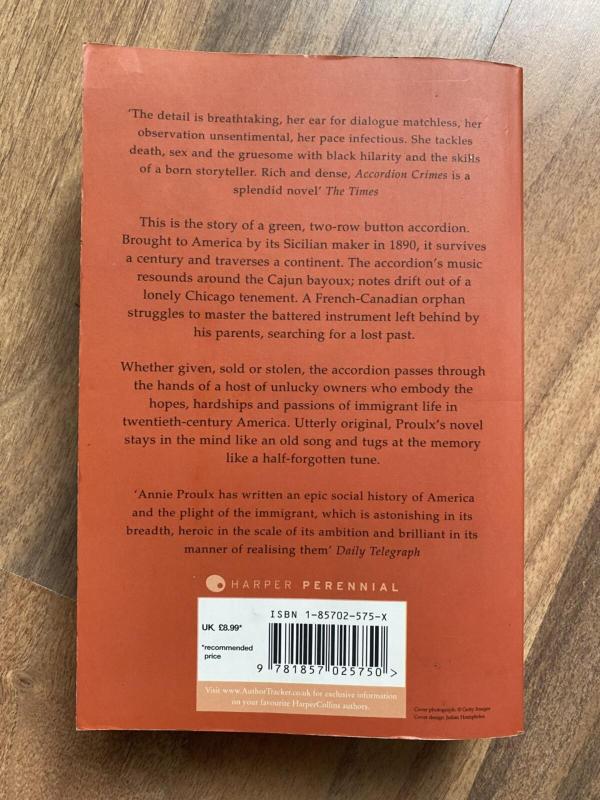 ‘The detail is breathtaking, her ear for dialogue matchless, her
observation unsentimental, her pace infectious. She tackles
death, sex and the gruesome with black hilarity and the skills
of a born storyteller. Rich and dense, Accordion Crimes is a
splendid novel’ The Times
This is the story of a green, two-row button accordion.
Brought to America by its Sicilian maker in 1890, it survives
a century and traverses a continent. The accordion’s music
resounds around the Cajun bayoux; notes drift out of a
lonely Chicago tenement. A French-Canadian orphan
struggles to master the battered instrument left behind by
his parents, searching for a lost past.
Whether given, sold or stolen, the accordion passes through
the hands of a host of unlucky owners who embody the
hopes, hardships and passions of immigrant life in
twentieth-century America. Utterly original, Proulx’s novel
stays in the mind like an old song and tugs at the memory
like a half-forgotten tune.
‘Annie Proulx has written an epic social history of America
and the plight of the immigrant, which is astonishing in its
breadth, heroic in the scale of its ambition and brilliant in its
manner of realising them’ Daily Telegraph
HARPER PERENNIAL
ISBN 1-85702-575-X
UK £8.99*
*recommended
price
9 781857 025750 >
Visit www.AuthorTracker.co.uk for exclusive information
on your favourite HarperCollins authors.
Cover photograph: © Getty Images
Cover design: Julian Humphries